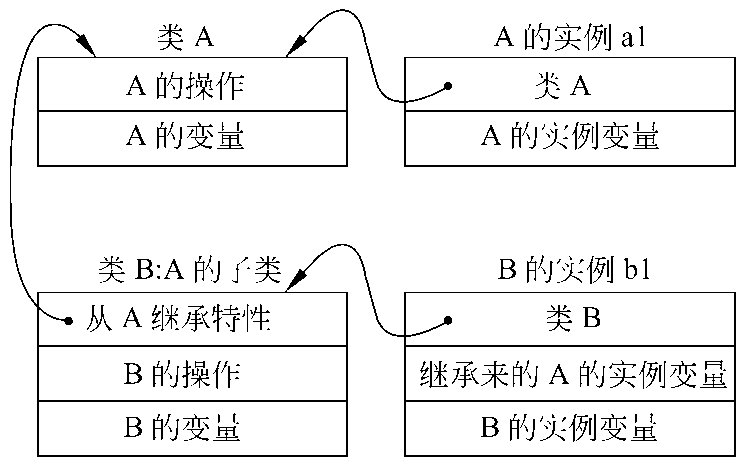 类 A
A 的操作
A 的变量
A 的实例 a1
类 A
A 的实例变量
类 B:A 的子类
从 A 继承特性
B 的操作
B 的变量
B 的实例 b1
类 B
继承来的 A 的实例变量
B 的实例变量